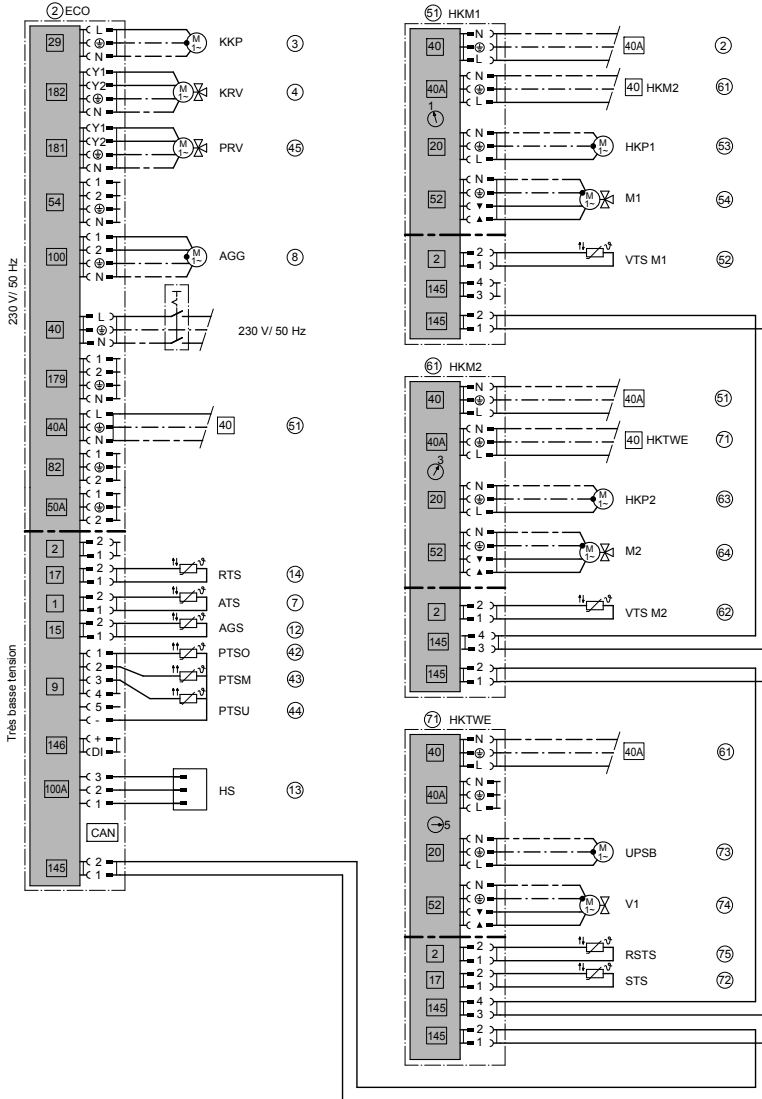 2 ECO
230 V/ 50 Hz
29
L
N
M
1~
KKP
3
182
Y1
Y2
N
M
1~
KRV
4
181
Y1
Y2
N
M
1~
PRV
45
54
1
2
N
100
1
2
N
M
1~
AGG
8
40
L
N
230 V/ 50 Hz
179
1
2
N
40A
L
N
40
51
82
1
2
50A
1
2
Très basse tension
2
2
1
17
2
1
RTS
14
1
2
1
ATS
7
15
2
1
AGS
12
9
1
2
3
4
5
-
PTSO
42
PTSM
43
PTSU
44
146
+
DI
100A
3
2
1
HS
13
CAN
145
2
1
51 HKM1
40
N
L
40A
2
40A
N
L
40 HKM2
61
1
20
N
L
M
1~
HKP1
53
52
N
▼
▲
M
1~
M1
54
2
2
1
ϑ
VTS M1
52
145
4
3
145
2
1
61 HKM2
40
N
L
40A
51
40A
N
L
40 HKTWE
71
3
20
N
L
M
1~
HKP2
63
52
N
▼
▲
M
1~
M2
64
2
2
1
ϑ
VTS M2
62
145
4
3
145
2
1
71 HKTWE
40
N
L
40A
61
40A
N
L
5
20
N
L
M
1~
UPSB
73
52
N
▼
▲
M
1~
V1
74
2
2
1
ϑ
RSTS
75
17
2
1
ϑ
STS
72
145
4
3
145
2
1